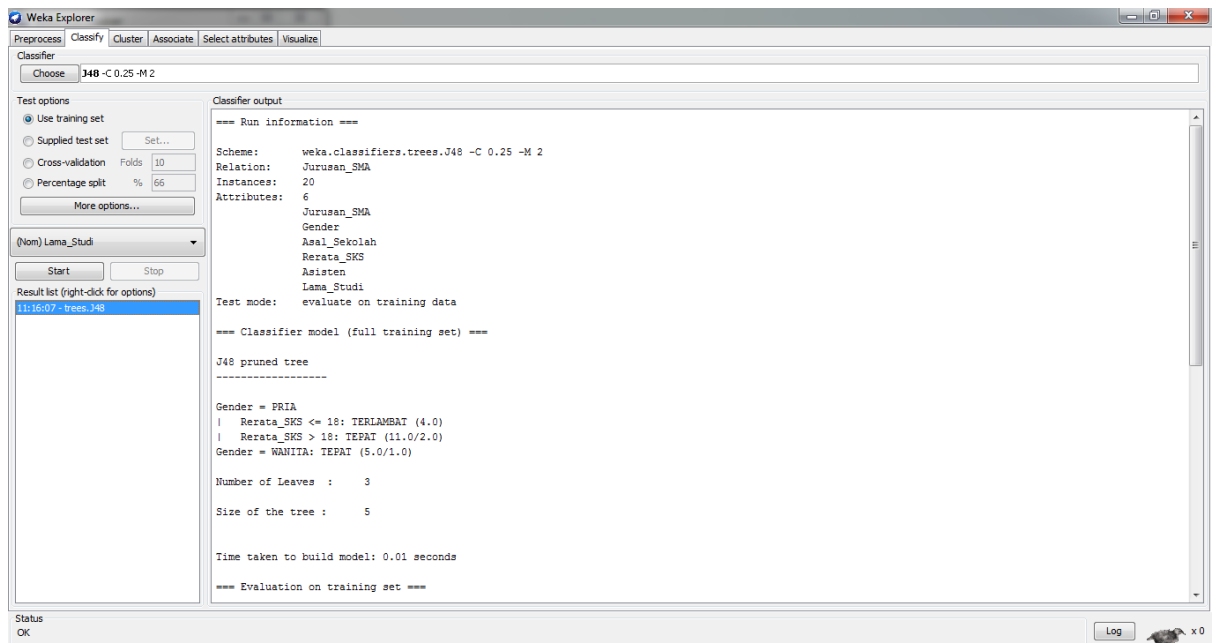 Weka Explorer
Preprocess Classify Cluster Associate Select attributes Visualize
Classifier
Choose J48 -C 0.25 -M 2
Test options
Use training set
Supplied test set Set...
Cross-validation Folds 10
Percentage split % 66
More options...
(Nom) Lama_Studi
Start Stop
Result list (right-click for options)
11:16:07 - trees.J48
Classifier output
=== Run information ===
Scheme: weka.classifiers.trees.J48 -C 0.25 -M 2
Relation: Jurusan_SMA
Instances: 20
Attributes: 6
Jurusan_SMA
Gender
Asal_Sekolah
Rerata_SKS
Asisten
Lama_Studi
Test mode: evaluate on training data
=== Classifier model (full training set) ===
J48 pruned tree
------------------
Gender = PRIA
| Rerata_SKS <= 18: TERLAMBAT (4.0)
| Rerata_SKS > 18: TEPAT (11.0/2.0)
Gender = WANITA: TEPAT (5.0/1.0)
Number of Leaves : 3
Size of the tree : 5
Time taken to build model: 0.01 seconds
=== Evaluation on training set ===
Status
OK
Log x 0